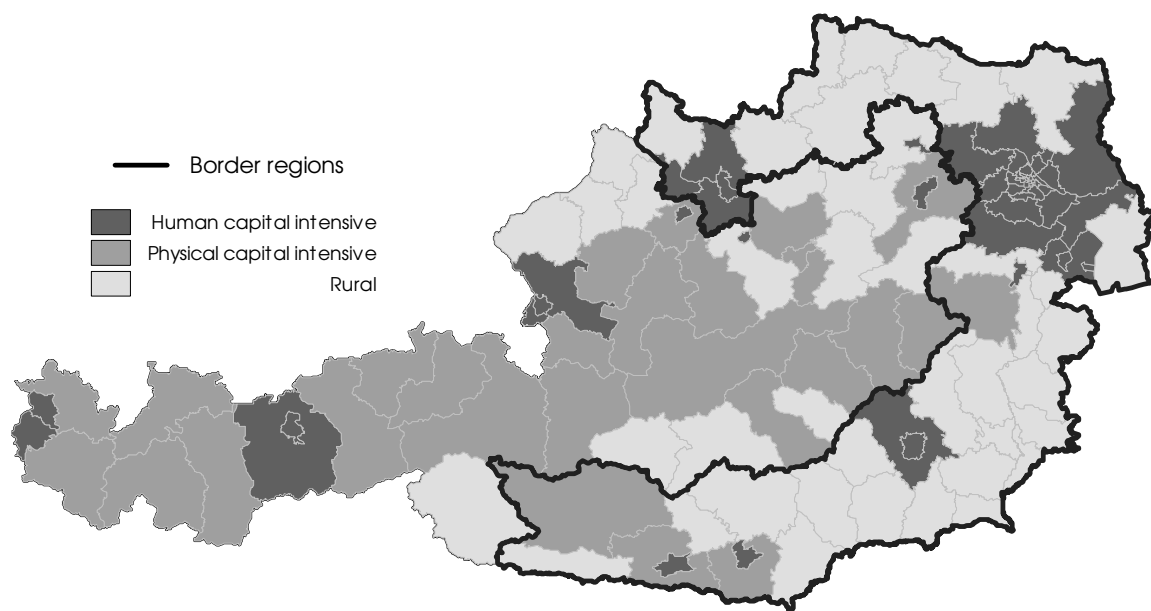 Border regions
Human capital intensive
Physical capital intensive
Rural